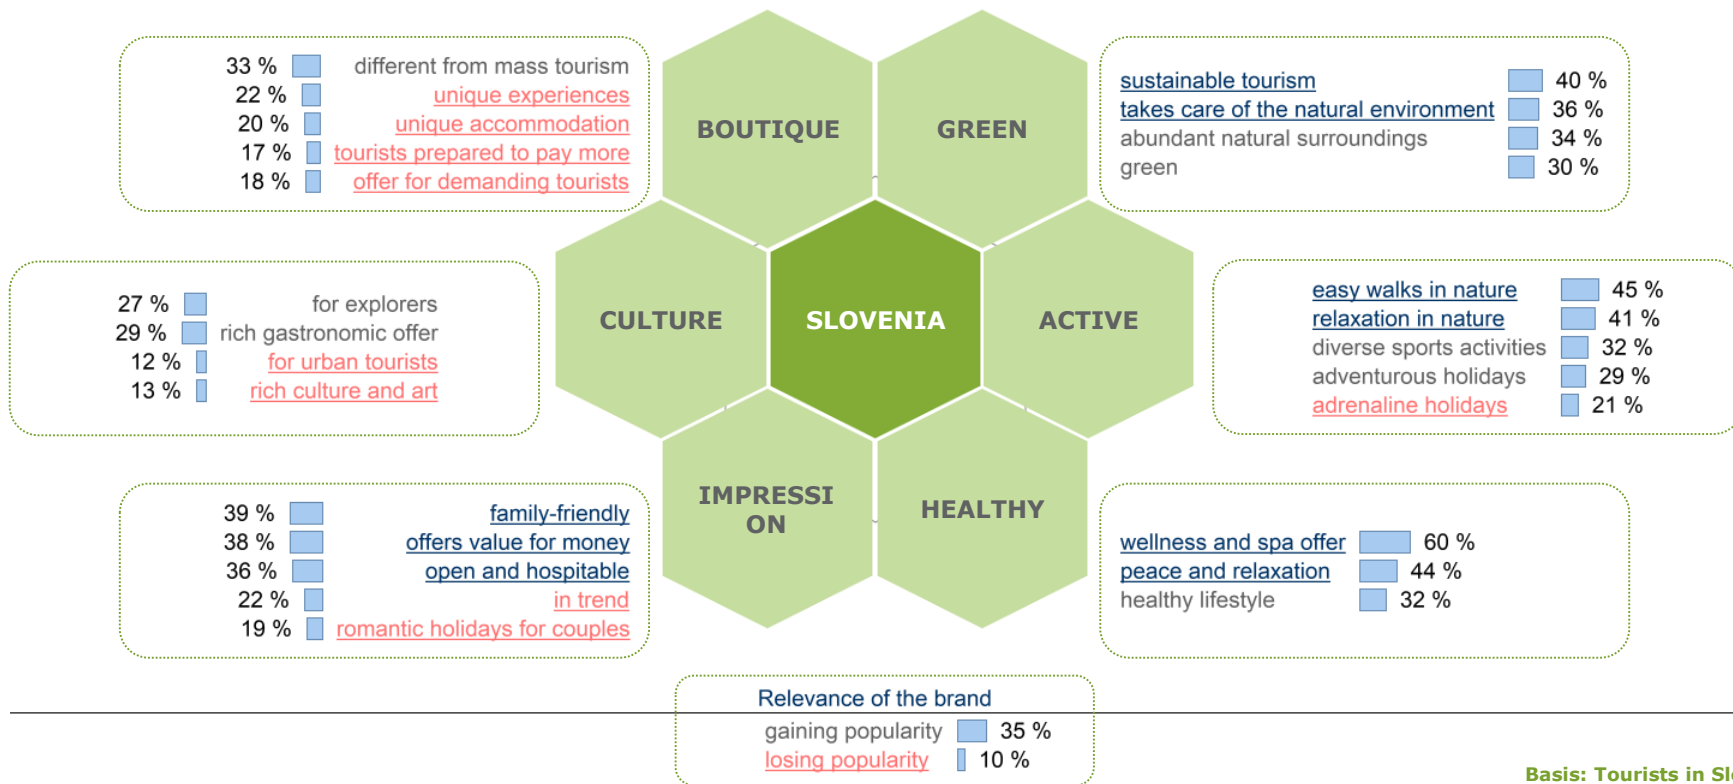 33 % different from mass tourism
22 % unique experiences
20 % unique accommodation
17 % tourists prepared to pay more
18 % offer for demanding tourists
BOUTIQUE
GREEN
sustainable tourism 40 %
takes care of the natural environment 36 %
abundant natural surroundings 34 %
green 30 %
27 % for explorers
29 % rich gastronomic offer
12 % for urban tourists
13 % rich culture and art
CULTURE
SLOVENIA
ACTIVE
easy walks in nature 45 %
relaxation in nature 41 %
diverse sports activities 32 %
adventurous holidays 29 %
adrenaline holidays 21 %
39 % family-friendly
38 % offers value for money
36 % open and hospitable
22 % in trend
19 % romantic holidays for couples
IMPRESSI
ON
HEALTHY
wellness and spa offer 60 %
peace and relaxation 44 %
healthy lifestyle 32 %
Relevance of the brand
gaining popularity 35 %
losing popularity 10 %
Basis: Tourists in Slo